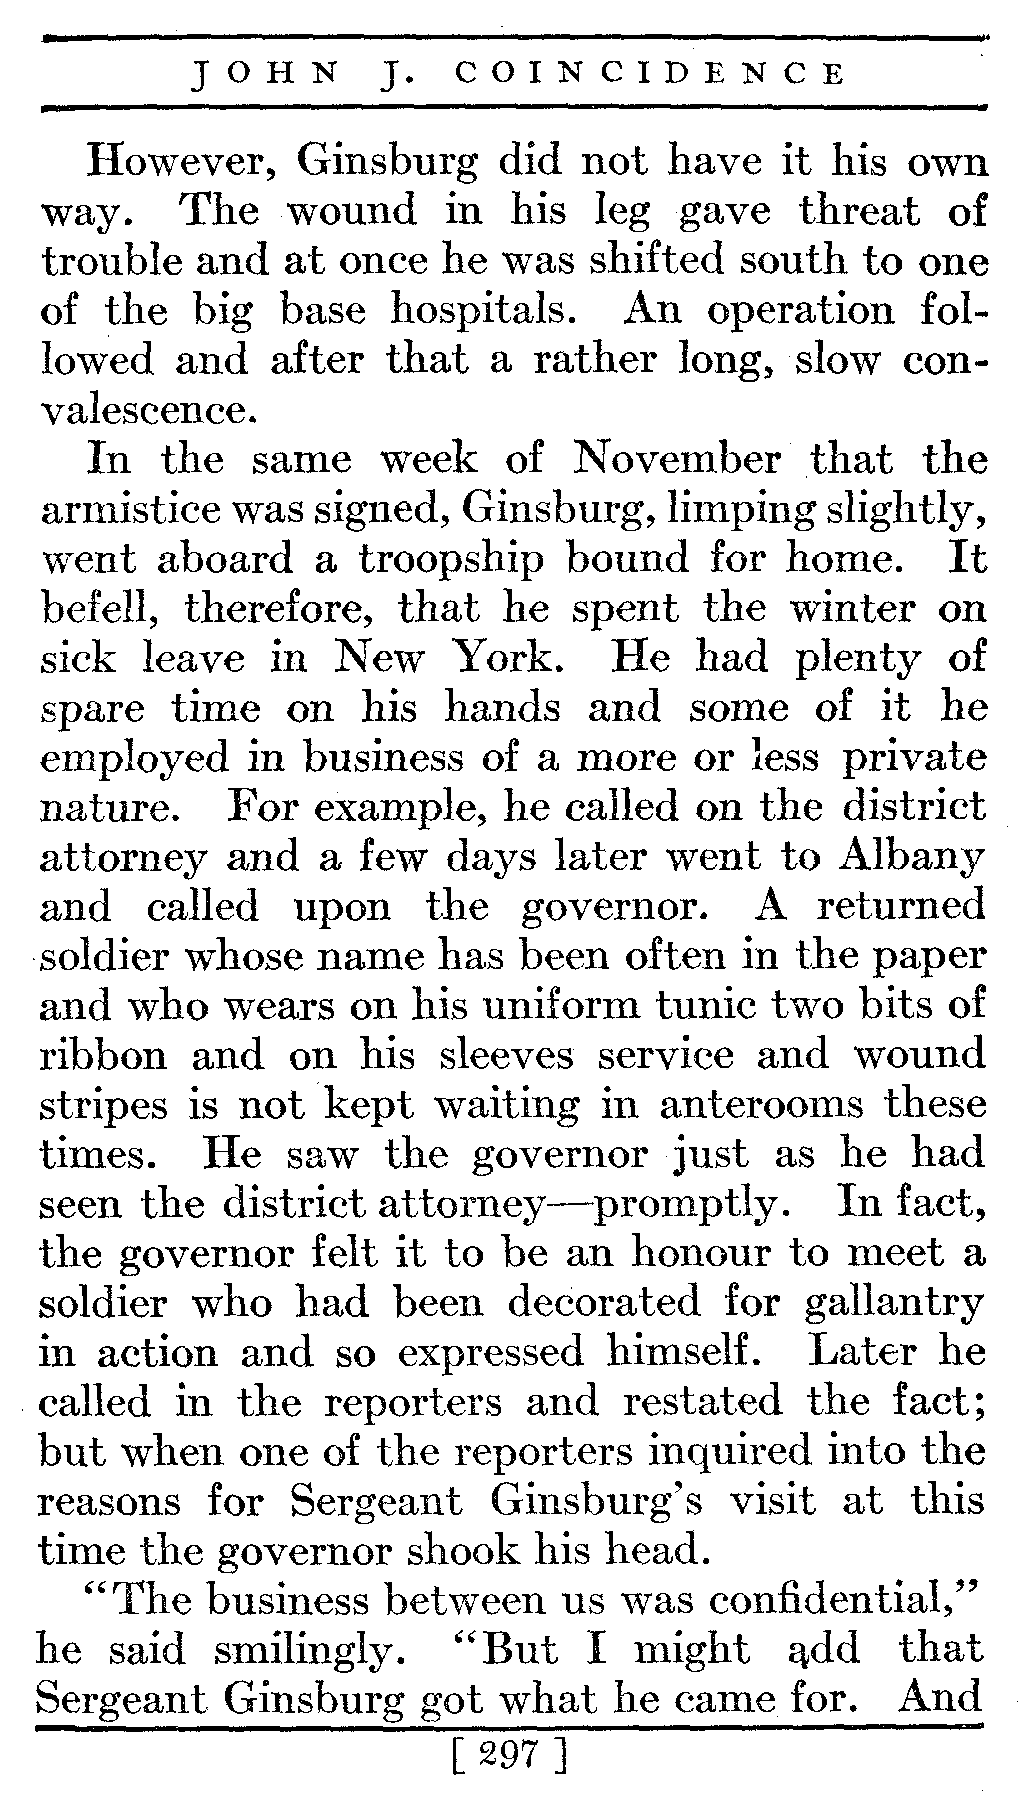 JOHN J. COINCIDENCE
However, Ginsburg did not have it his own
way. The wound in his leg gave threat of
trouble and at once he was shifted south to one
of the big base hospitals. An operation fol-
lowed and after that a rather long, slow con-
valescence.
In the same week of November that the
armistice was signed, Ginsburg, limping slightly,
went aboard a troopship bound for home. It
befell, therefore, that he spent the winter on
sick leave in New York. He had plenty of
spare time on his hands and some of it he
employed in business of a more or less private
nature. For example, he called on the district
attorney and a few days later went to Albany
and called upon the governor. A returned
soldier whose name has been often in the paper
and who wears on his uniform tunic two bits of
ribbon and on his sleeves service and wound
stripes is not kept waiting in anterooms these
times. He saw the governor just as he had
seen the district attorney—promptly. In fact,
the governor felt it to be an honour to meet a
soldier who had been decorated for gallantry
in action and so expressed himself. Later he
called in the reporters and restated the fact;
but when one of the reporters inquired into the
reasons for Sergeant Ginsburg's visit at this
time the governor shook his head.
"The business between us was confidential,"
he said smilingly. "But I might add that
Sergeant Ginsburg got what he came for. And
[ 297 ]